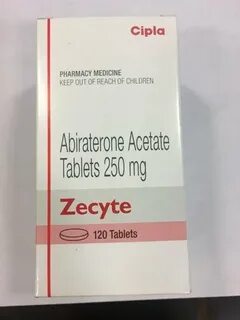 Cipla
PHARMACY MEDICINE
KEEP OUT OF REACH OF CHILDREN
Abiraterone Acetate
Tablets 250 mg
Zecyte
120 Tablets